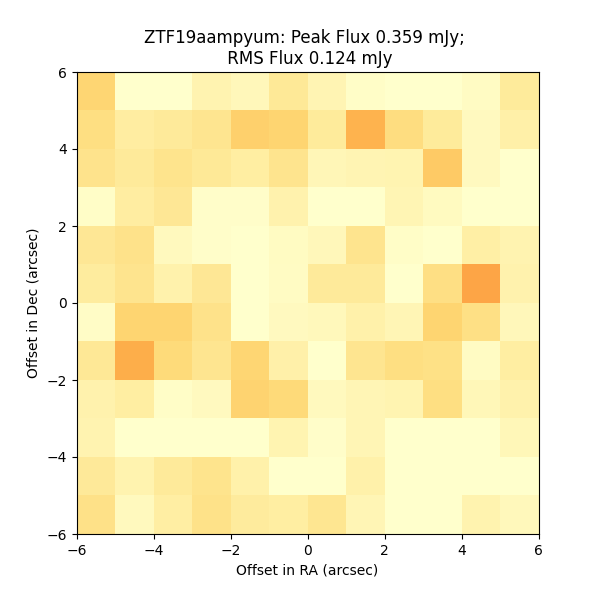 ZTF19aampyum: Peak Flux 0.359 mJy;
RMS Flux 0.124 mJy
6
4
2
0
−2
−4
−6
Offset in Dec (arcsec)
−6 −4 −2 0 2 4 6
Offset in RA (arcsec)